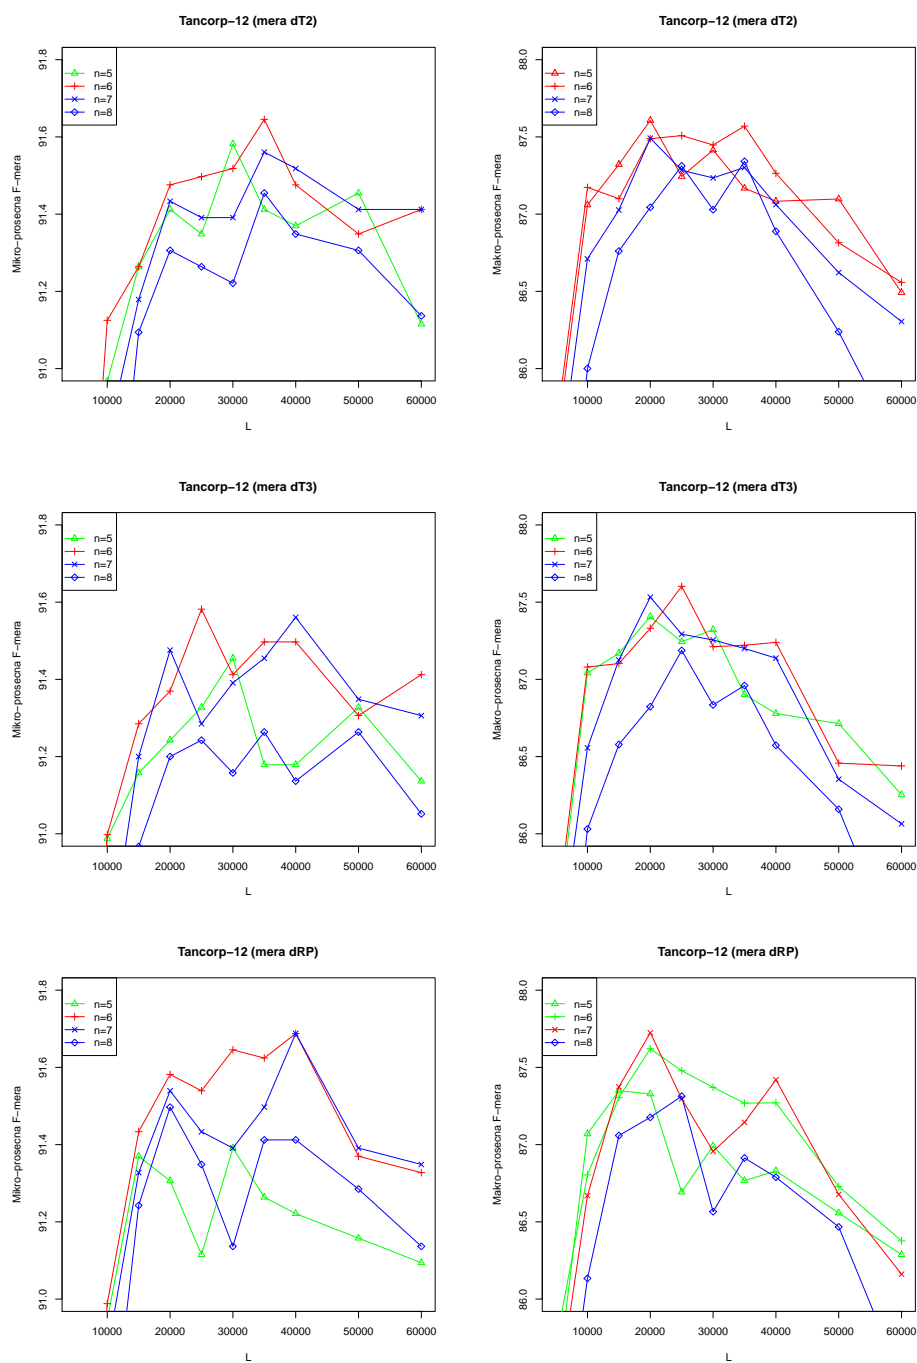 Tancorp−12 (mera dT2)
Mikro−prosecna F−mera
91.8
91.6
91.4
91.2
91.0
n=5
n=6
n=7
n=8
10000 20000 30000 40000 50000 60000
L
Tancorp−12 (mera dT2)
Makro−prosecna F−mera
88.0
87.5
87.0
86.5
86.0
n=5
n=6
n=7
n=8
10000 20000 30000 40000 50000 60000
L
Tancorp−12 (mera dT3)
Mikro−prosecna F−mera
91.8
91.6
91.4
91.2
91.0
n=5
n=6
n=7
n=8
10000 20000 30000 40000 50000 60000
L
Tancorp−12 (mera dT3)
Makro−prosecna F−mera
88.0
87.5
87.0
86.5
86.0
n=5
n=6
n=7
n=8
10000 20000 30000 40000 50000 60000
L
Tancorp−12 (mera dRP)
Mikro−prosecna F−mera
91.8
91.6
91.4
91.2
91.0
n=5
n=6
n=7
n=8
10000 20000 30000 40000 50000 60000
L
Tancorp−12 (mera dRP)
Makro−prosecna F−mera
88.0
87.5
87.0
86.5
86.0
n=5
n=6
n=7
n=8
10000 20000 30000 40000 50000 60000
L